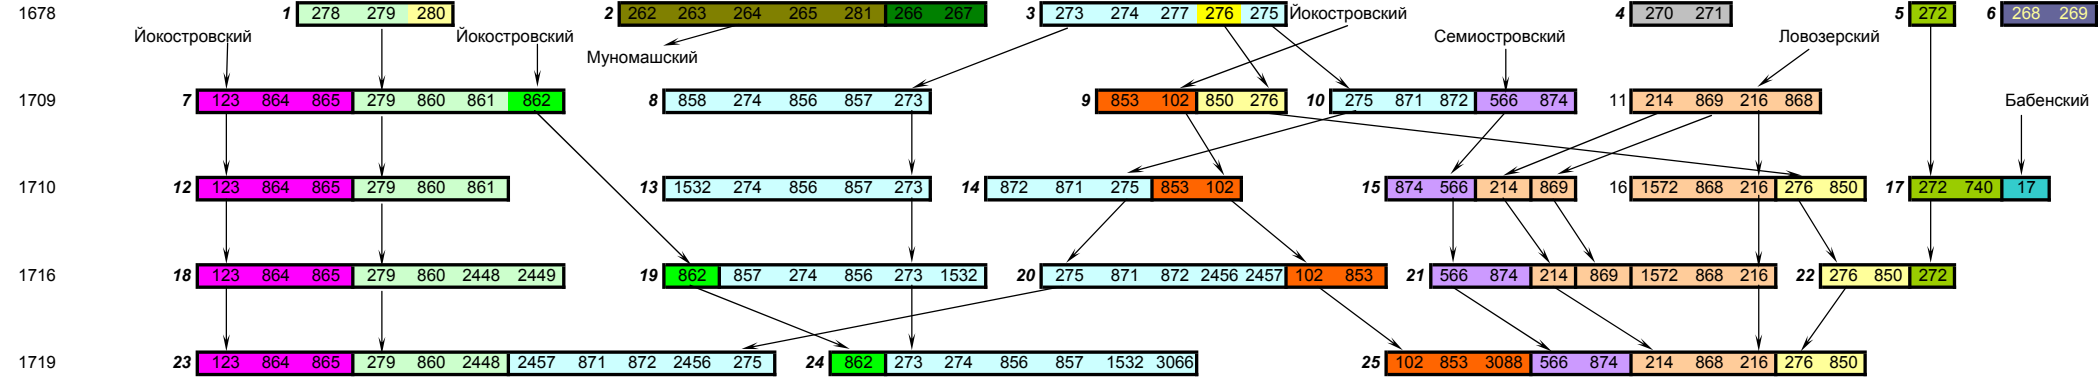 1678 1 278 279 280 2 262 263 264 265 281 266 267 3 273 274 277 276 275 Йокостровский 4 270 271 5 272 6 268 269
Йокостровский Йокостровский Муномашский Семиостровский Ловозерский
1709 7 123 864 865 279 860 861 862 8 858 274 856 857 273 9 853 102 850 276 10 275 871 872 566 874 11 214 869 216 868 Бабенский
1710 12 123 864 865 279 860 861 13 1532 274 856 857 273 14 872 871 275 853 102 15 874 566 214 869 16 1572 868 216 276 850 17 272 740 17
1716 18 123 864 865 279 860 2448 2449 19 862 857 274 856 273 1532 20 275 871 872 2456 2457 102 853 21 566 874 214 869 1572 868 216 22 276 850 272
1719 23 123 864 865 279 860 2448 2457 871 872 2456 275 24 862 273 274 856 857 1532 3066 25 102 853 3088 566 874 214 868 216 276 850